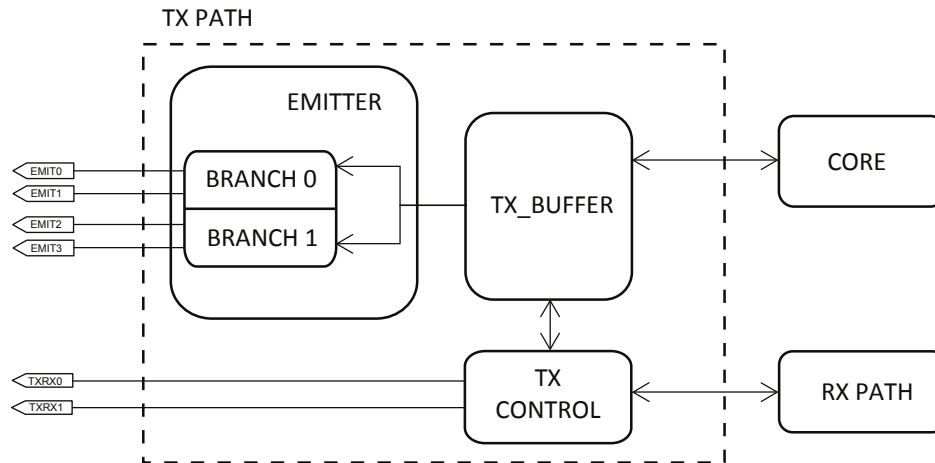 TX PATH
EMITTER
EMIT0
EMIT1
EMIT2
EMIT3
BRANCH 0
BRANCH 1
TX_BUFFER
CORE
TXRX0
TXRX1
TX
CONTROL
RX PATH